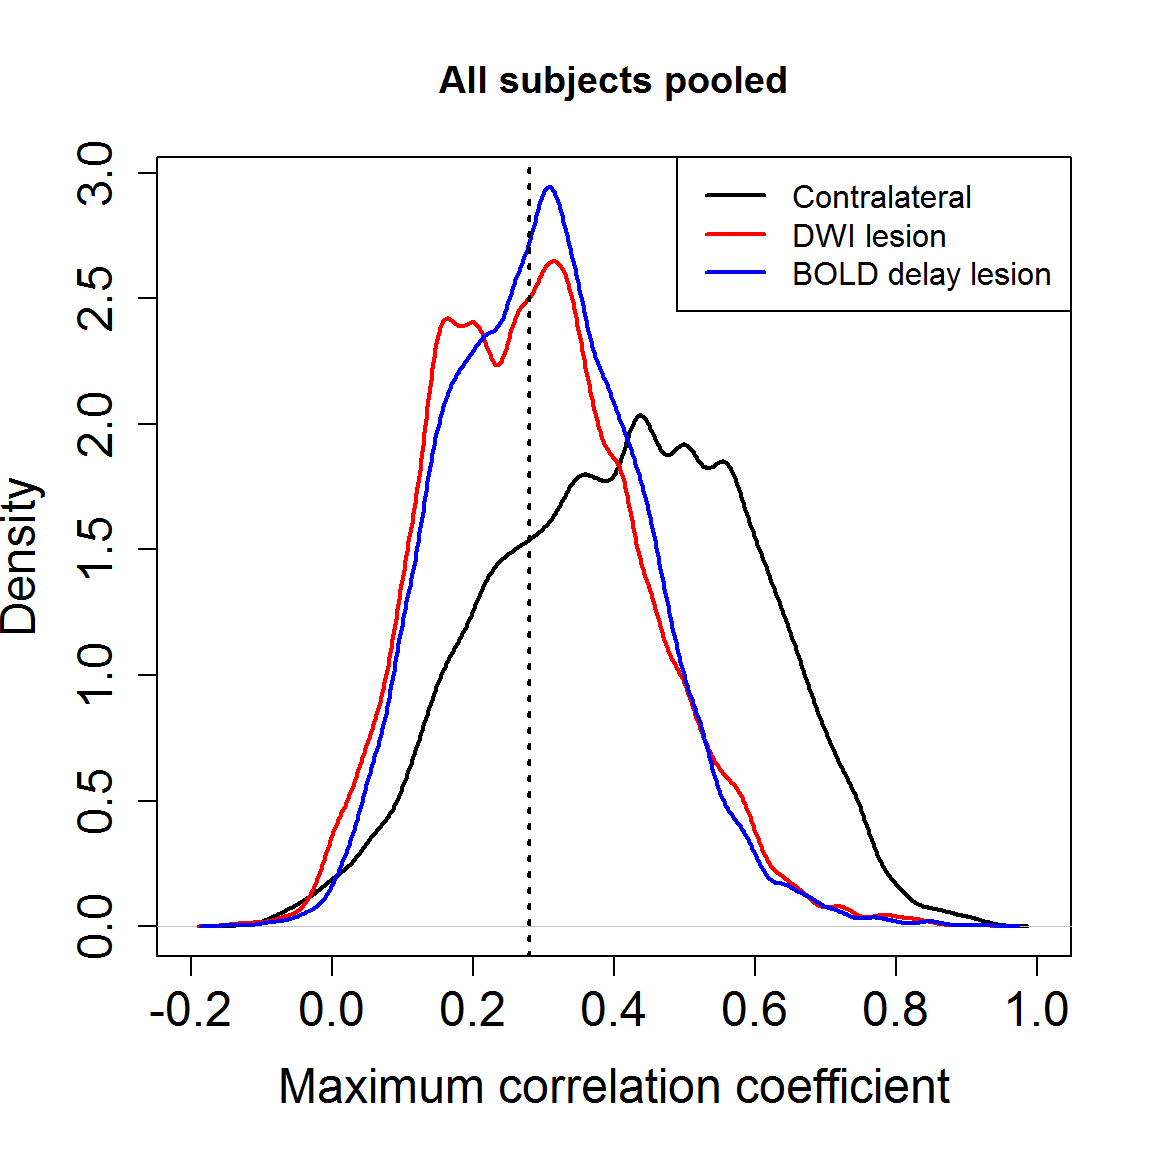 All subjects pooled
Contralateral
DWI lesion
BOLD delay lesion
Density
3.0
2.5
2.0
1.5
1.0
0.5
0.0
-0.2 0.0 0.2 0.4 0.6 0.8 1.0
Maximum correlation coefficient